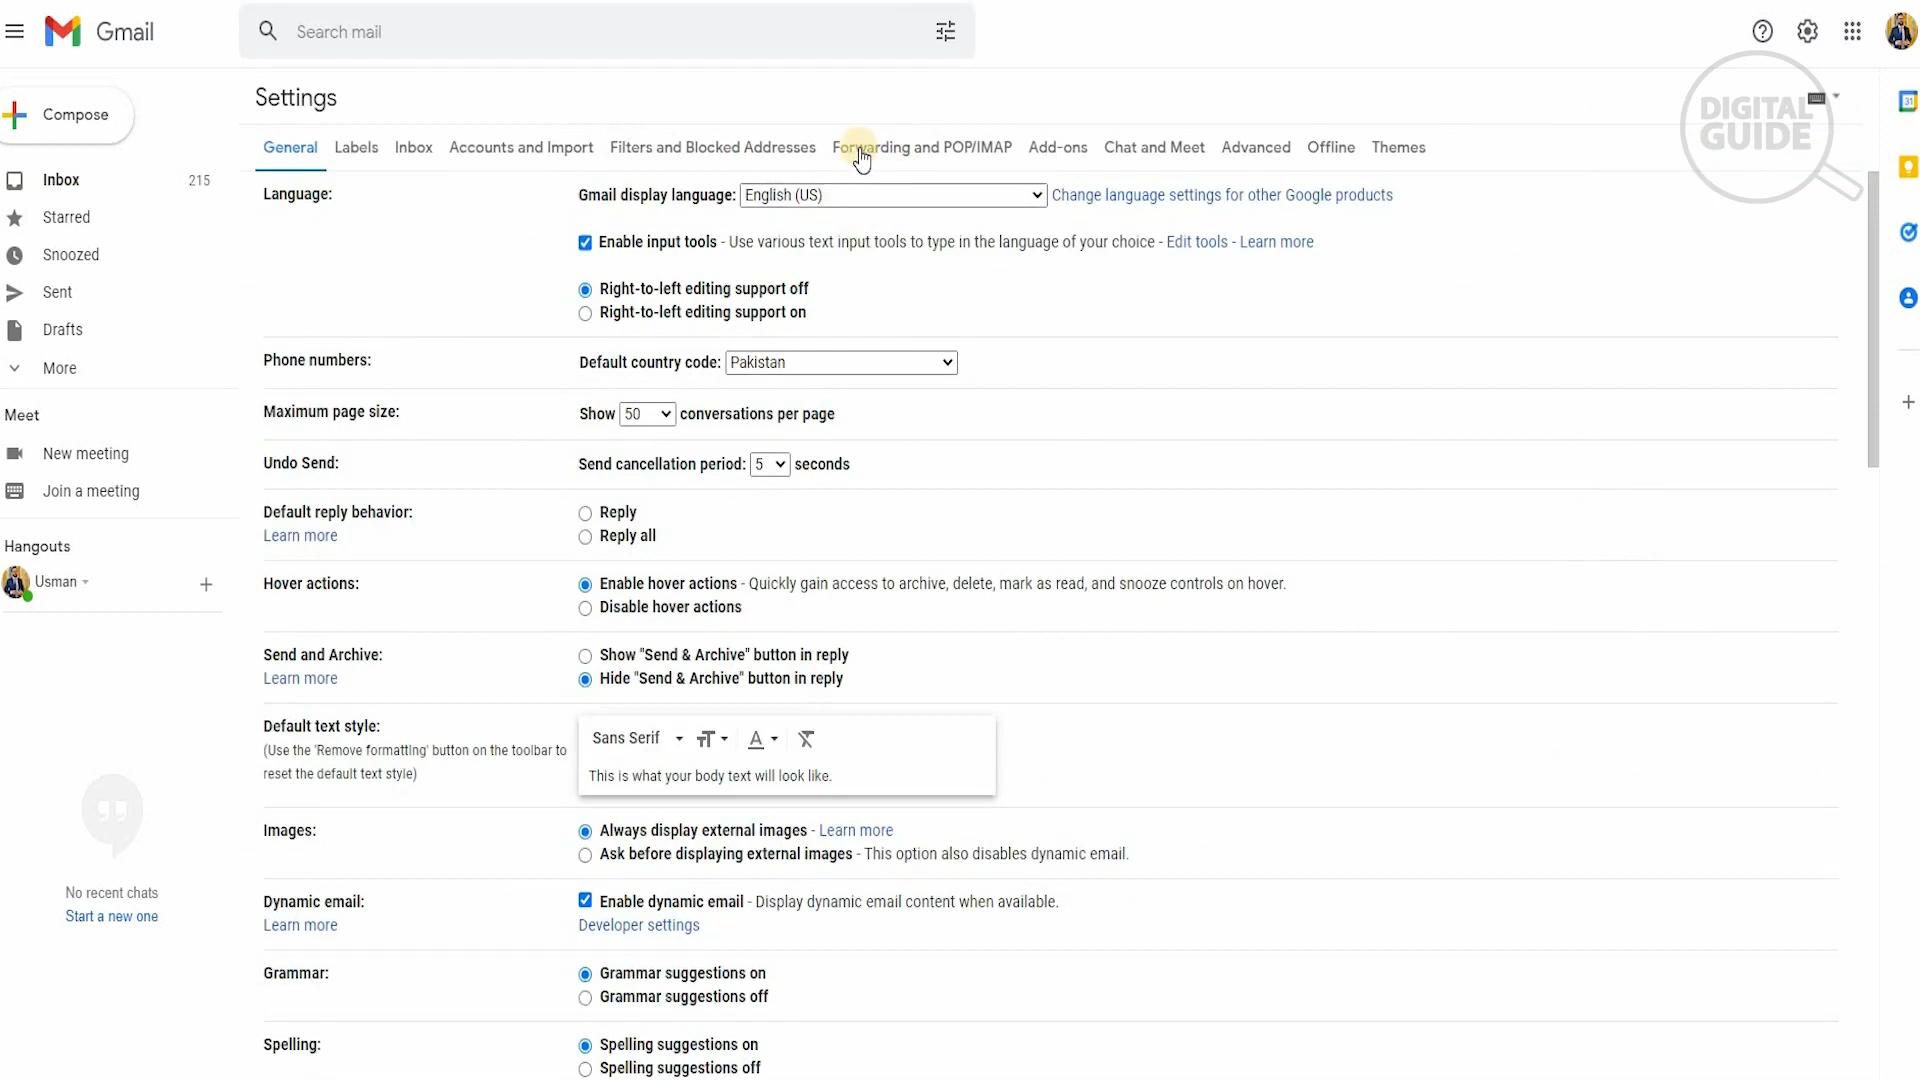 Gmail
Search mail
DIGITAL
GUIDE
Compose
Settings
General Labels Inbox Accounts and Import Filters and Blocked Addresses Forwarding and POP/IMAP Add-ons Chat and Meet Advanced Offline Themes
Inbox 215
Starred
Snoozed
Sent
Drafts
More
Meet
New meeting
Join a meeting
Hangouts
Usman
No recent chats
Start a new one
Language:
Gmail display language: English (US) Change language settings for other Google products
Enable input tools - Use various text input tools to type in the language of your choice - Edit tools - Learn more
Right-to-left editing support off
Right-to-left editing support on
Phone numbers:
Default country code: Pakistan
Maximum page size:
Show 50 conversations per page
Undo Send:
Send cancellation period: 5 seconds
Default reply behavior:
Learn more
Reply
Reply all
Hover actions:
Enable hover actions - Quickly gain access to archive, delete, mark as read, and snooze controls on hover.
Disable hover actions
Send and Archive:
Learn more
Show "Send & Archive" button in reply
Hide "Send & Archive" button in reply
Default text style:
(Use the 'Remove formatting' button on the toolbar to
reset the default text style)
Sans Serif
This is what your body text will look like.
Images:
Always display external images - Learn more
Ask before displaying external images - This option also disables dynamic email.
Dynamic email:
Learn more
Enable dynamic email - Display dynamic email content when available.
Developer settings
Grammar:
Grammar suggestions on
Grammar suggestions off
Spelling:
Spelling suggestions on
Spelling suggestions off
31